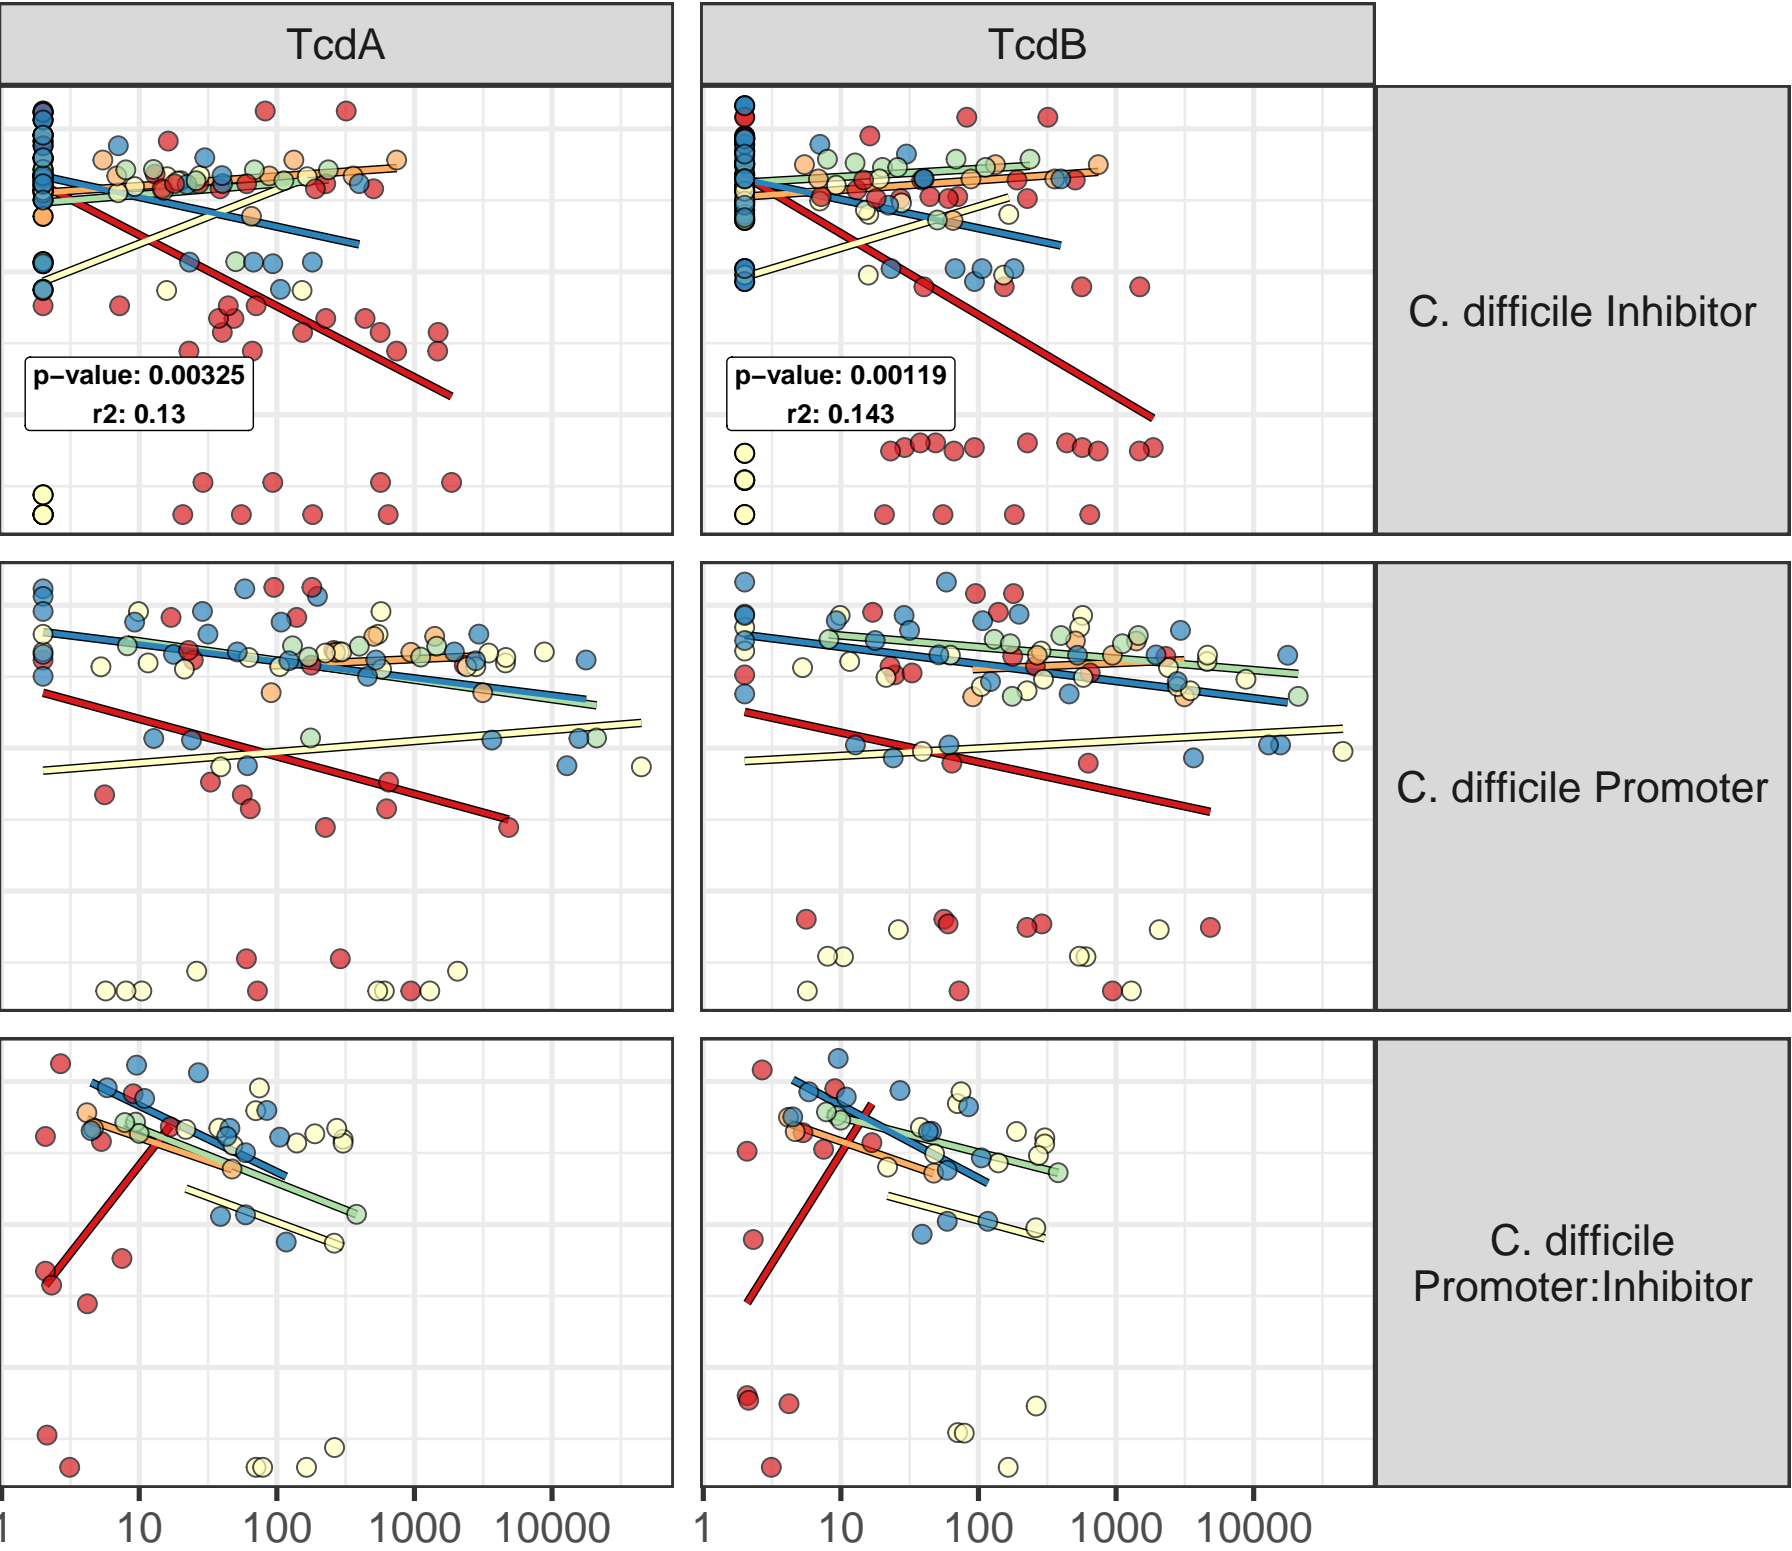 TcdA
TcdB
C. difficile Inhibitor
p−value: 0.00325
r2: 0.13
p−value: 0.00119
r2: 0.143
C. difficile Promoter
C. difficile
Promoter:Inhibitor
1 10 100 1000 10000
1 10 100 1000 10000